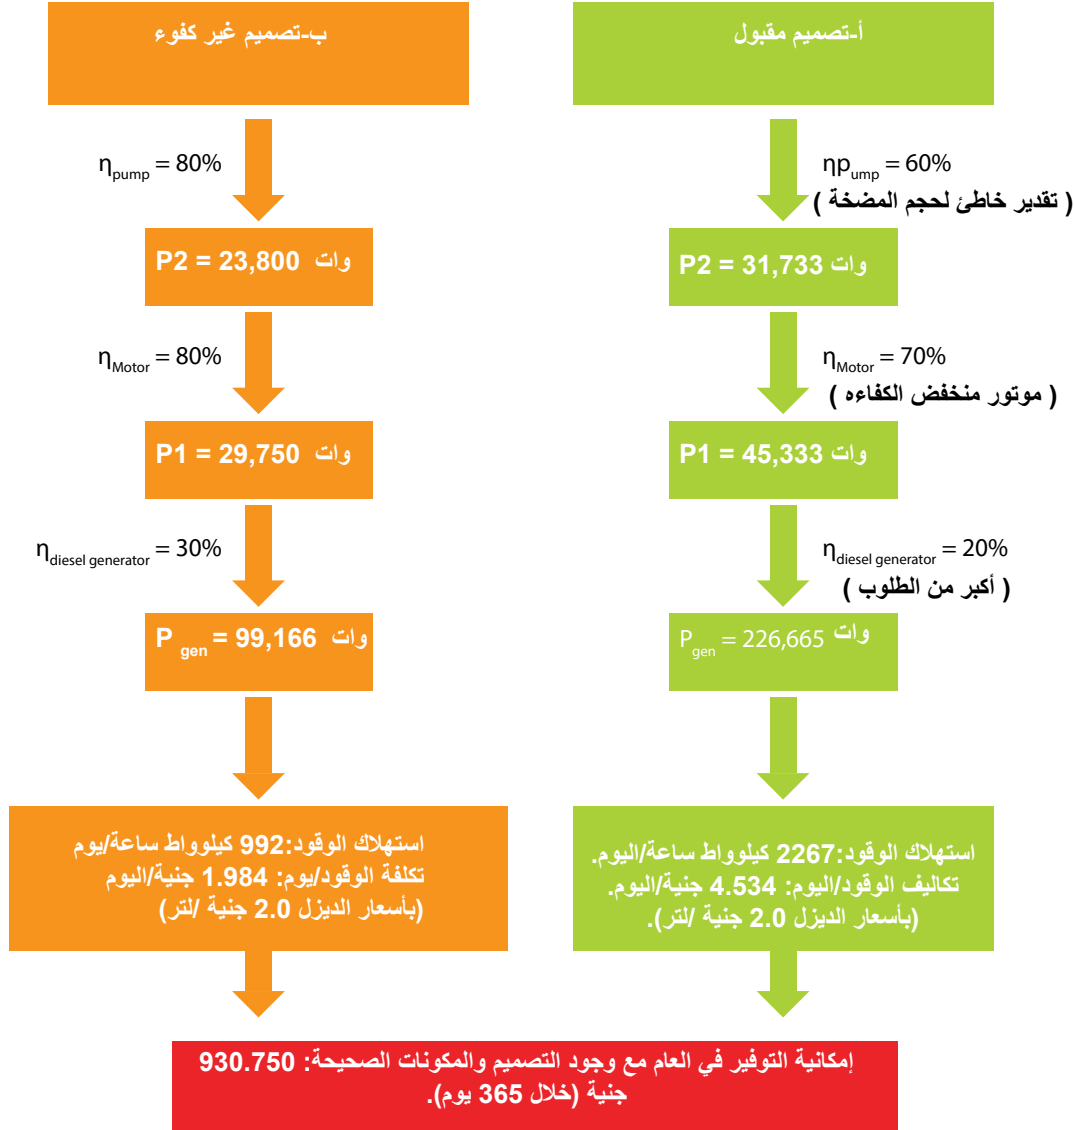 أ-تصميم مقبول
ηpump = 60%
( تقدير خاطئ لحجم المضخة )
P2 = 31,733 وات
ηMotor = 70%
( موتور منخفض الكفاءه )
P1 = 45,333 وات
ηdiesel generator = 20%
( أكبر من الطلوب )
Pgen = 226,665 وات
استهلاك الوقود:2267 كيلوواط ساعة/اليوم.
تكاليف الوقود/اليوم: 4.534 جنية/اليوم.
(بأسعار الديزل 2.0 جنية /لتر).
ب-تصميم غير كفوء
ηpump = 80%
P2 = 23,800 وات
ηMotor = 80%
P1 = 29,750 وات
ηdiesel generator = 30%
P gen = 99,166 وات
استهلاك الوقود:992 كيلوواط ساعة/يوم
تكلفة الوقود/يوم: 1.984 جنية/اليوم
(بأسعار الديزل 2.0 جنية /لتر)
إمكانية التوفير في العام مع وجود التصميم والمكونات الصحيحة: 930.750
جنية (خلال 365 يوم).